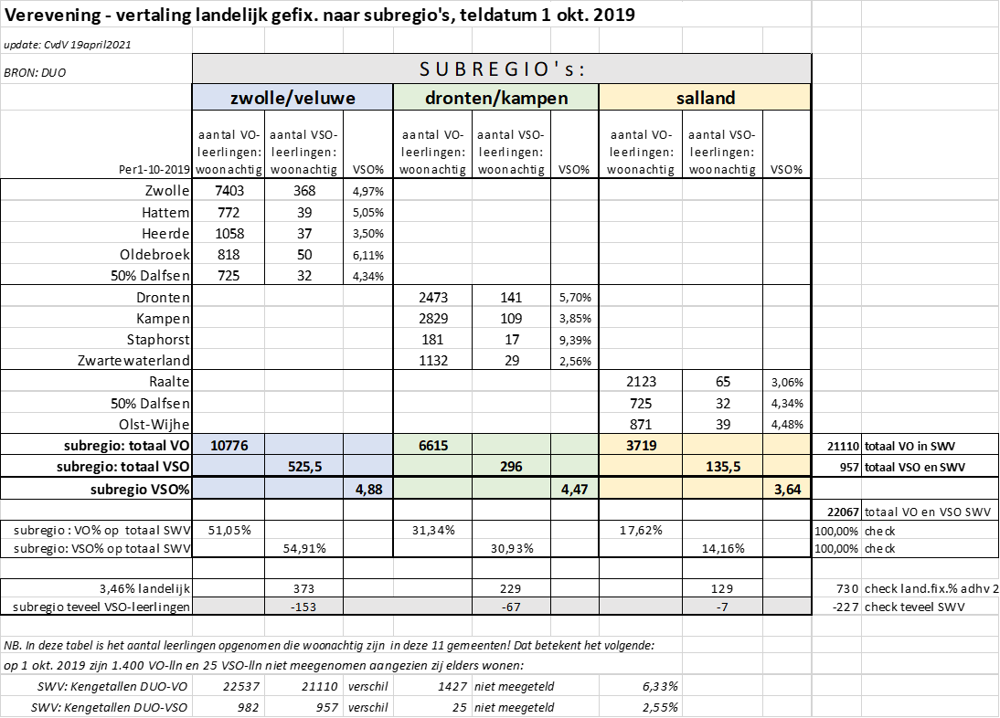 Verevening - vertaling landelijk gefix. naar subregio's, teldatum 1 okt. 2019
update: CvdV 19april2021
BRON: DUO
SUBREGIO's:
zwolle/veluwe dronten/kampen salland
Per1-10-2019 aantal VO-leerlingen: woonachtig aantal VSO-leerlingen: woonachtig VSO% aantal VO-leerlingen: woonachtig aantal VSO-leerlingen: woonachtig VSO% aantal VO-leerlingen: woonachtig aantal VSO-leerlingen: woonachtig VSO%
Zwolle 7403 368 4,97%
Hattem 772 39 5,05%
Heerde 1058 37 3,50%
Oldebroek 818 50 6,11%
50% Dalfsen 725 32 4,34%
Dronten 2473 141 5,70%
Kampen 2829 109 3,85%
Staphorst 181 17 9,39%
Zwartewaterland 1132 29 2,56%
Raalte 2123 65 3,06%
50% Dalfsen 725 32 4,34%
Olst-Wijhe 871 39 4,48%
subregio: totaal VO 10776 6615 3719 21110 totaal VO in SWV
subregio: totaal VSO 525,5 296 135,5 957 totaal VSO en SWV
subregio VSO% 4,88 4,47 3,64
22067 totaal VO en VSO SWV
subregio : VO% op totaal SWV 51,05% 31,34% 17,62% 100,00% check
subregio: VSO% op totaal SWV 54,91% 30,93% 14,16% 100,00% check
3,46% landelijk 373 229 129 730 check land.fix.% adhv 2
subregio teveel VSO-leerlingen -153 -67 -7 -227 check teveel SWV
NB. In deze tabel is het aantal leerlingen opgenomen die woonachtig zijn in deze 11 gemeenten! Dat betekent het volgende:
op 1 okt. 2019 zijn 1.400 VO-lln en 25 VSO-lln niet meegenomen aangezien zij elders wonen:
SWV: Kengetallen DUO-VO 22537 21110 verschil 1427 niet meegeteld 6,33%
SWV: Kengetallen DUO-VSO 982 957 verschil 25 niet meegeteld 2,55%